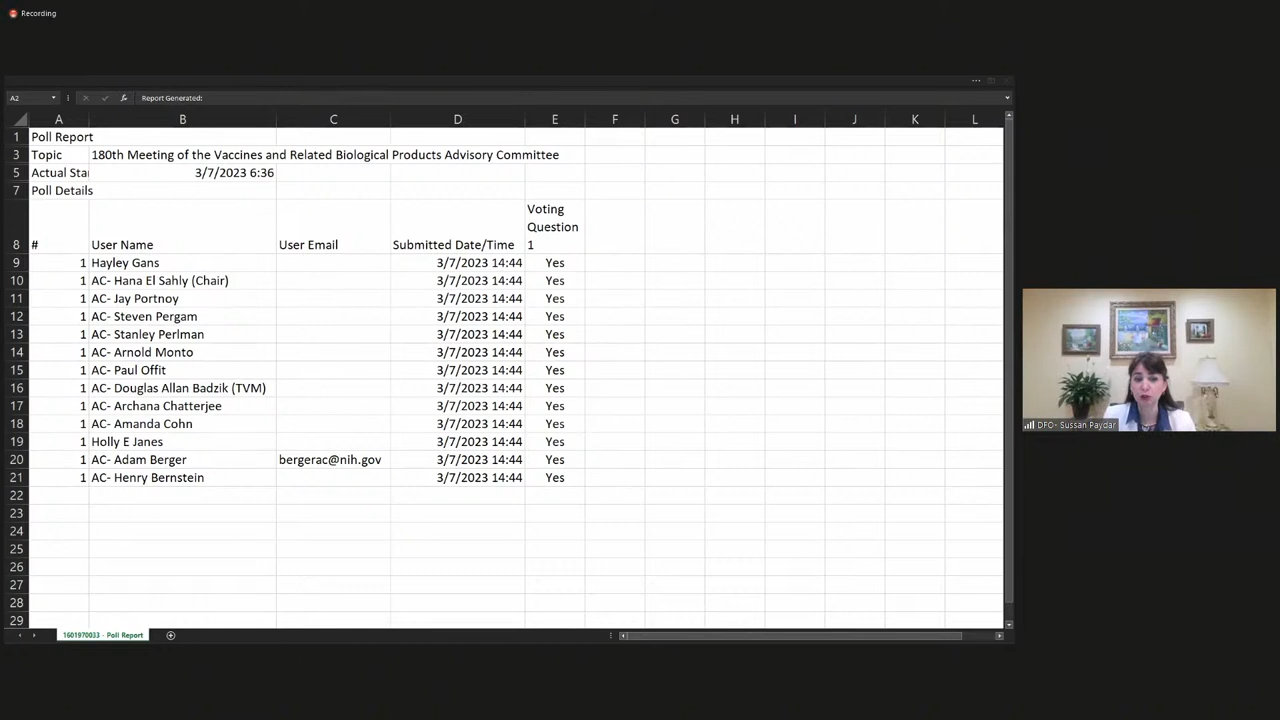 Recording
A2 fx Report Generated:
A B C D E F G H I J K L
1 Poll Report
3 Topic 180th Meeting of the Vaccines and Related Biological Products Advisory Committee
5 Actual Sta 3/7/2023 6:36
7 Poll Details
Voting
Question
8 # User Name User Email Submitted Date/Time 1
9 1 Hayley Gans 3/7/2023 14:44 Yes
10 1 AC- Hana El Sahly (Chair) 3/7/2023 14:44 Yes
11 1 AC- Jay Portnoy 3/7/2023 14:44 Yes
12 1 AC- Steven Pergam 3/7/2023 14:44 Yes
13 1 AC- Stanley Perlman 3/7/2023 14:44 Yes
14 1 AC- Arnold Monto 3/7/2023 14:44 Yes
15 1 AC- Paul Offit 3/7/2023 14:44 Yes
16 1 AC- Douglas Allan Badzik (TVM) 3/7/2023 14:44 Yes
17 1 AC- Archana Chatterjee 3/7/2023 14:44 Yes
18 1 AC- Amanda Cohn 3/7/2023 14:44 Yes
19 1 Holly E Janes 3/7/2023 14:44 Yes
20 1 AC- Adam Berger bergerac@nih.gov 3/7/2023 14:44 Yes
21 1 AC- Henry Bernstein 3/7/2023 14:44 Yes
22
23
24
25
26
27
28
29
1601970033 - Poll Report
DFO- Sussan Paydar